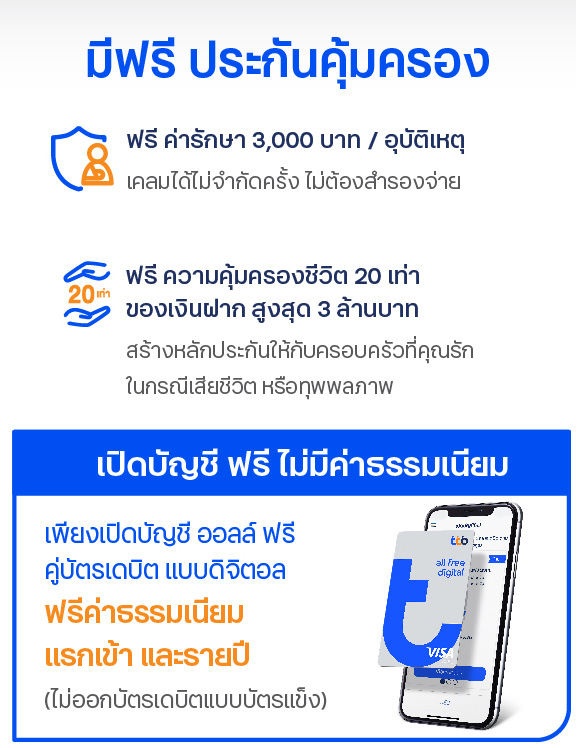 มีฟรี ประกันคุ้มครอง
ฟรี ค่ารักษา 3,000 บาท / อุบัติเหตุ
เคลมได้ไม่จำกัดครั้ง ไม่ต้องสำรองจ่าย
20 เท่า
ฟรี ความคุ้มครองชีวิต 20 เท่า
ของเงินฝาก สูงสุด 3 ล้านบาท
สร้างหลักประกันให้กับครอบครัวที่คุณรัก
ในกรณีเสียชีวิต หรือทุพพลภาพ
เปิดบัญชี ฟรี ไม่มีค่าธรรมเนียม
เพียงเปิดบัญชี ออลล์ ฟรี
คู่บัตรเดบิต แบบดิจิตอล
ฟรีค่าธรรมเนียม
แรกเข้า และรายปี
(ไม่ออกบัตรเดบิตแบบบัตรแข็ง)
ttb
all free
digital
VISA